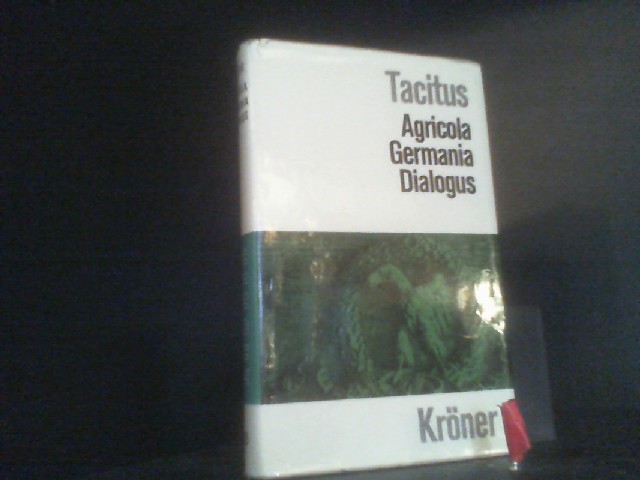 Tacitus
Agricola
Germania
Dialogus
Kröner